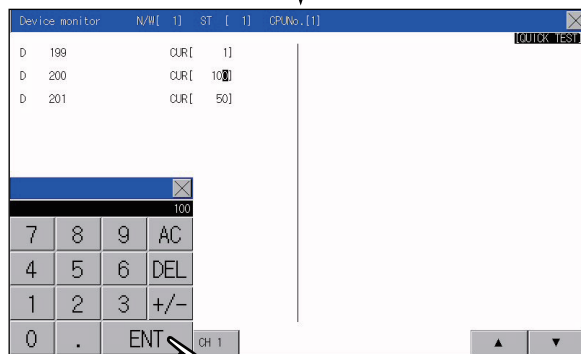 Device monitor N/W[ 1] ST [ 1] CPUNo.[1]
[QUICK TEST]
D 199 CUR[ 1]
D 200 CUR[ 100]
D 201 CUR[ 50]
100
7 8 9 AC
4 5 6 DEL
1 2 3 +/-
0 . ENT
CH 1
▲ ▼